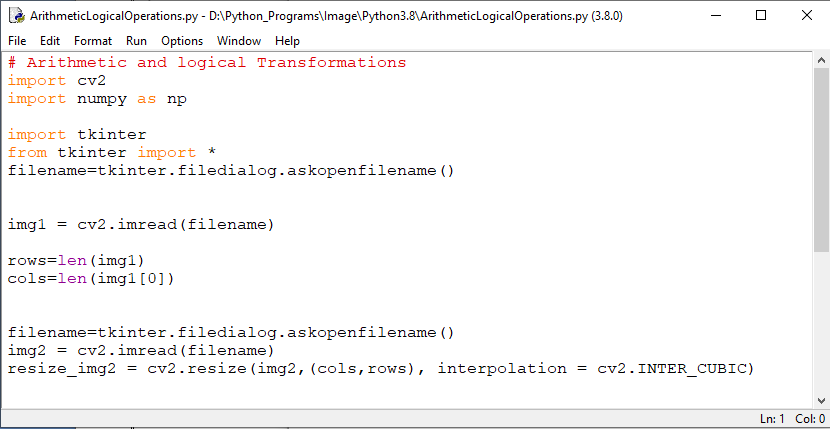 ArithmeticLogicalOperations.py - D:\Python_Programs\Image\Python3.8\ArithmeticLogicalOperations.py (3.8.0)
File Edit Format Run Options Window Help
# Arithmetic and logical Transformations
import cv2
import numpy as np
import tkinter
from tkinter import *
filename=tkinter.filedialog.askopenfilename()
img1 = cv2.imread(filename)
rows=len(img1)
cols=len(img1[0])
filename=tkinter.filedialog.askopenfilename()
img2 = cv2.imread(filename)
resize_img2 = cv2.resize(img2,(cols,rows), interpolation = cv2.INTER_CUBIC)
Ln: 1 Col: 0